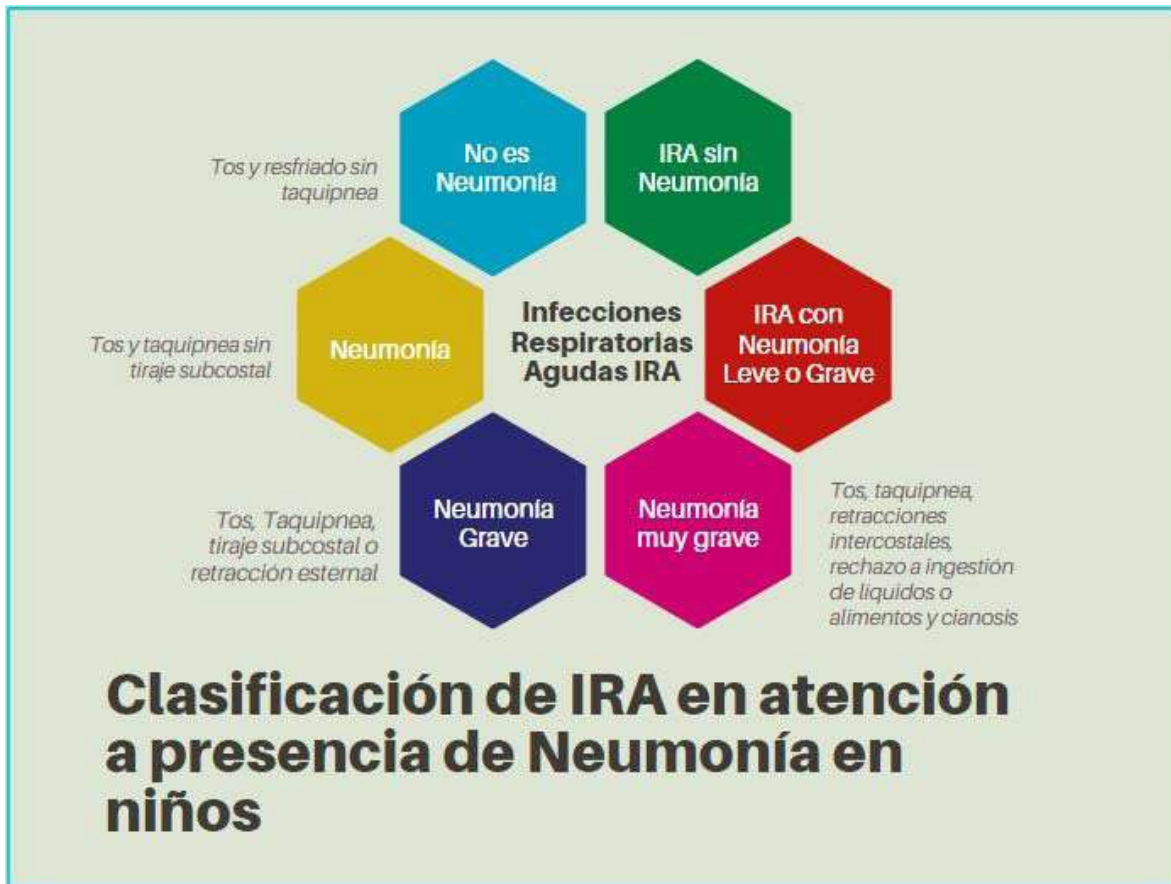 No es
Neumonía
IRA sin
Neumonía
Tos y resfriado sin
taquipnea
Infecciones
Respiratorias
Agudas IRA
IRA con
Neumonía
Leve o Grave
Neumonía
Tos y taquipnea sin
tiraje subcostal
Neumonía
Grave
Neumonía
muy grave
Tos, Taquipnea,
tiraje subcostal o
retracción esternal
Tos, taquipnea,
retracciones
intercostales,
rechazo a ingestión
de liquidos o
alimentos y cianosis
Clasificación de IRA en atención
a presencia de Neumonía en
niños